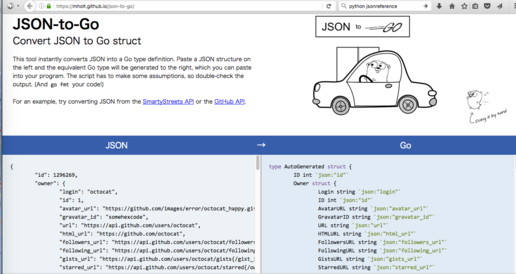 https://mholt.github.io/json-to-go/
python jsonreference
JSON-to-Go
Convert JSON to Go struct
This tool instantly converts JSON into a Go type definition. Paste a JSON structure on
the left and the equivalent Go type will be generated to the right, which you can paste
into your program. The script has to make some assumptions, so double-check the
output. (And go fmt your code!)
For an example, try converting JSON from the SmartyStreets API or the GitHub API.
JSON to GO
Doing it by hand
JSON → Go
{
"id": 1296269,
"owner": {
"login": "octocat",
"id": 1,
"avatar_url": "https://github.com/images/error/octocat_happy.gi
"gravatar_id": "somehexcode",
"url": "https://api.github.com/users/octocat",
"html_url": "https://github.com/octocat",
"followers_url": "https://api.github.com/users/octocat/follower
"following_url": "https://api.github.com/users/octocat/following
"gists_url": "https://api.github.com/users/octocat/gists{/gist_
"starred_url": "https://api.github.com/users/octocat/starred{/ow
type AutoGenerated struct {
ID int `json:"id"`
Owner struct {
Login string `json:"login"`
ID int `json:"id"`
AvatarURL string `json:"avatar_url"`
GravatarID string `json:"gravatar_id"`
URL string `json:"url"`
HTMLURL string `json:"html_url"`
FollowersURL string `json:"followers_url"`
FollowingURL string `json:"following_url"`
GistsURL string `json:"gists_url"`
StarredURL string `json:"starred_url"`